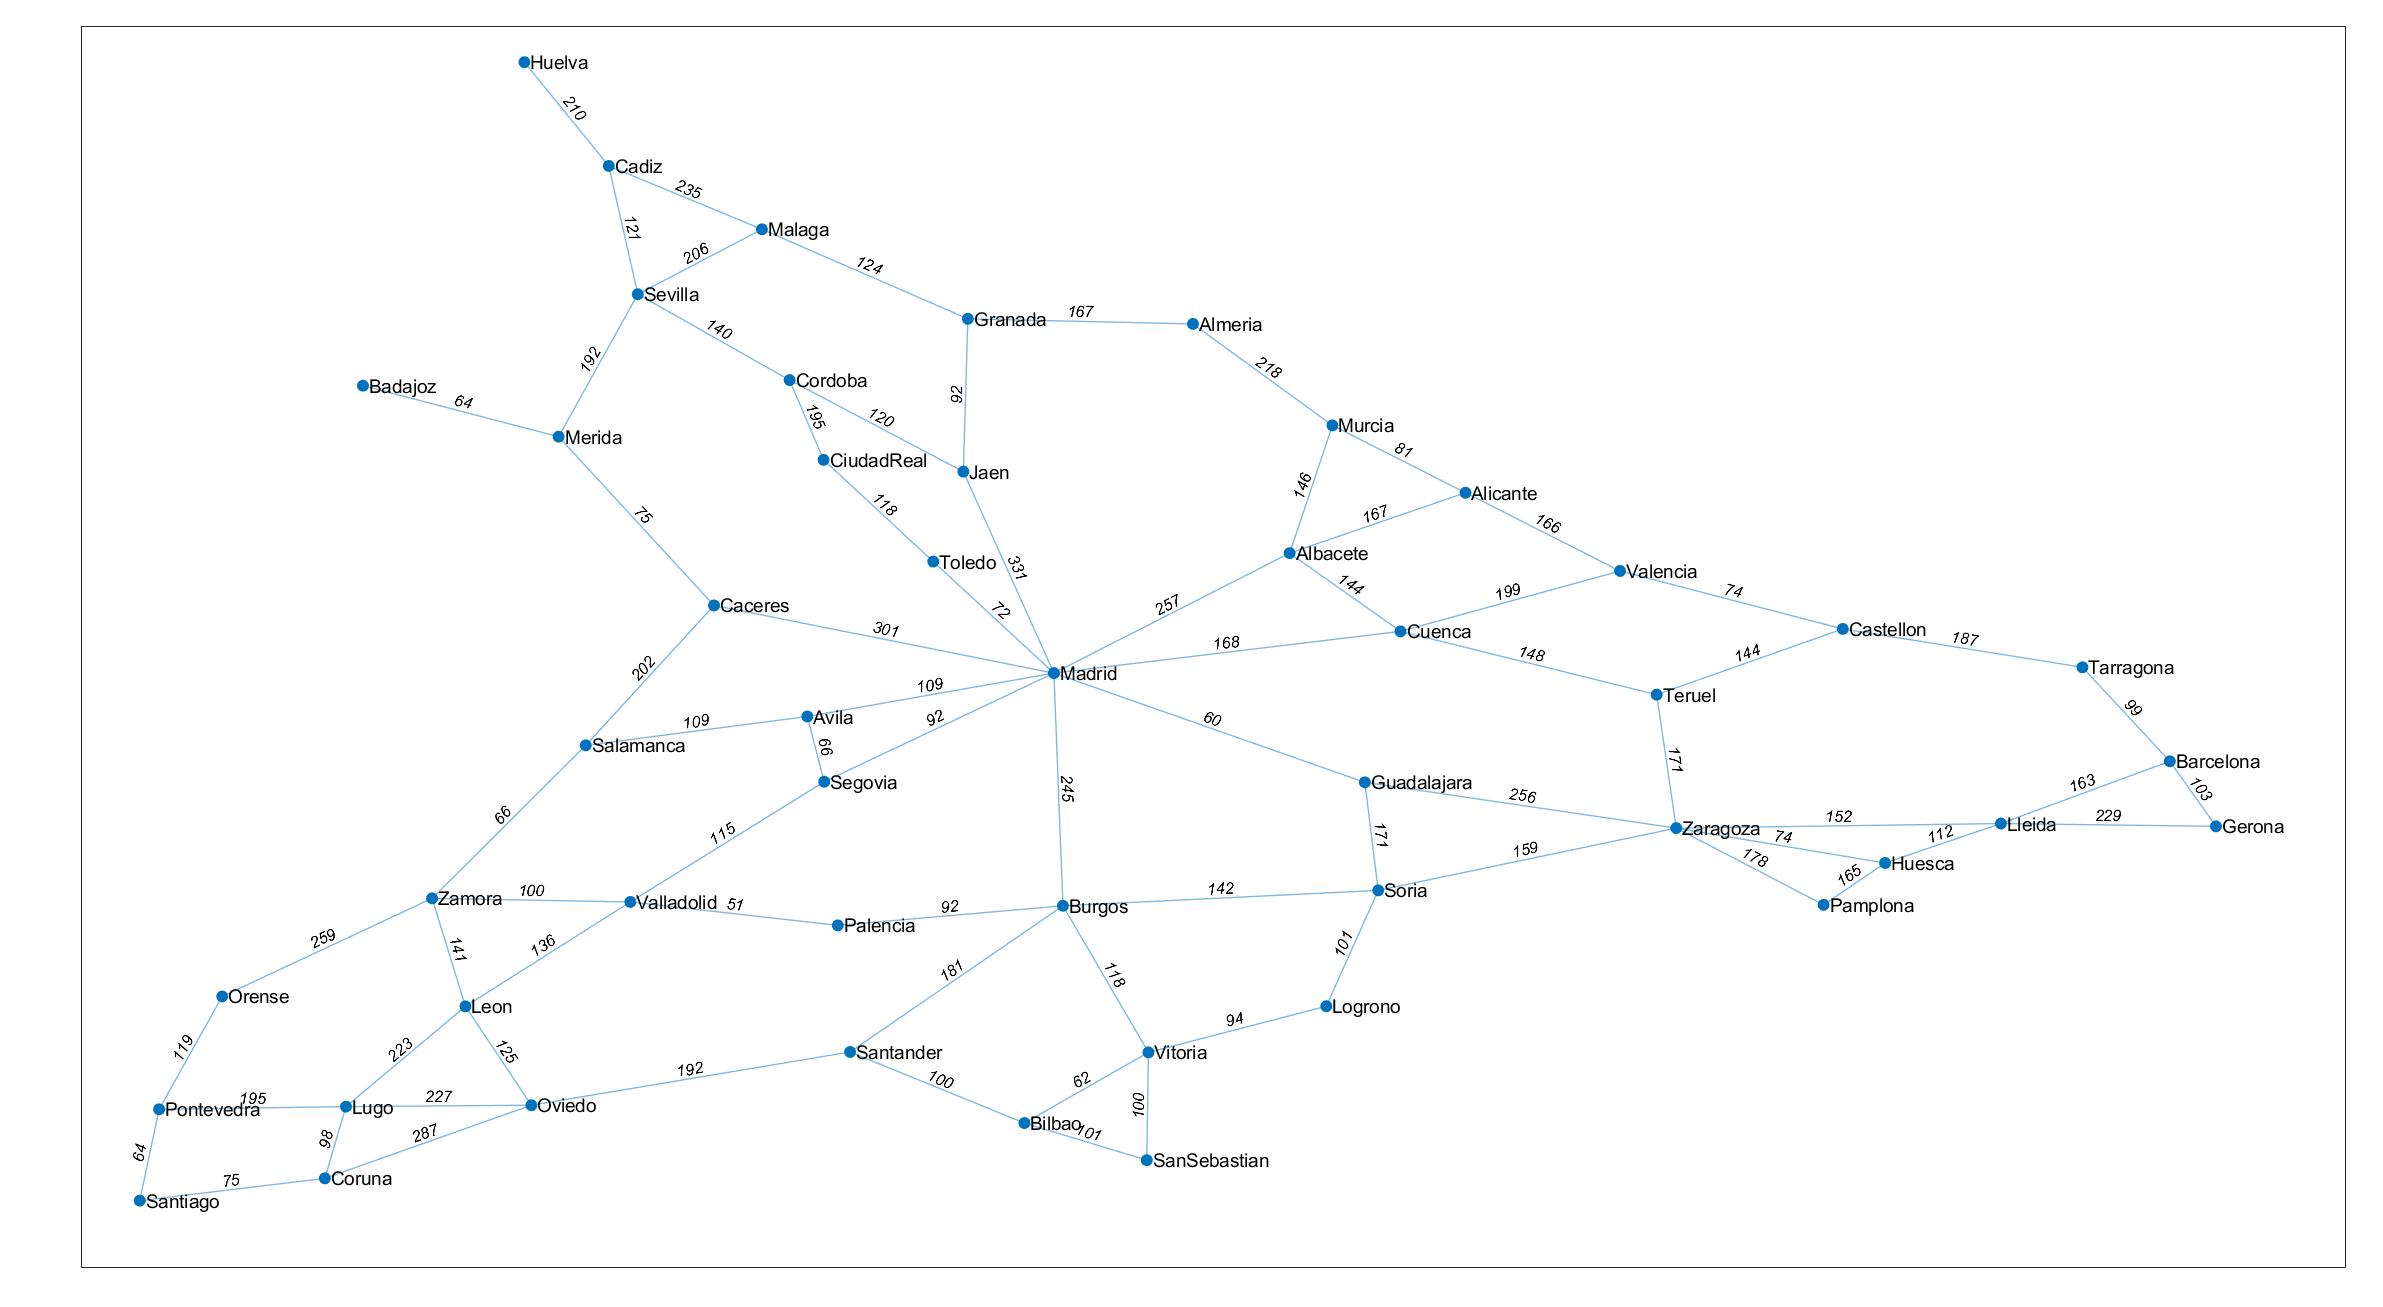 Huelva
210
Cadiz
235
121
Malaga
206
124
Sevilla
Granada
167
Almeria
140
192
218
Cordoba
Badajoz
92
64
195
120
Murcia
Merida
81
CiudadReal
Jaen
146
Alicante
75
118
167
166
Albacete
Toledo
331
Valencia
144
199
74
Caceres
257
72
301
168
Cuenca
Castellon
187
148
144
202
Madrid
Tarragona
109
Teruel
99
Avila
109
92
60
Salamanca
66
171
Barcelona
Segovia
Guadalajara
163
103
245
256
66
152
229
115
171
Zaragoza
Lleida
Gerona
74
112
159
178
Huesca
165
100
142
Soria
Zamora
Valladolid
51
92
Burgos
Pamplona
Palencia
259
141
136
101
181
118
Orense
Leon
Logrono
94
119
223
125
Santander
Vitoria
192
100
62
195
227
100
Pontevedra
Lugo
Oviedo
Bilbao
101
98
287
64
SanSebastian
75
Coruna
Santiago